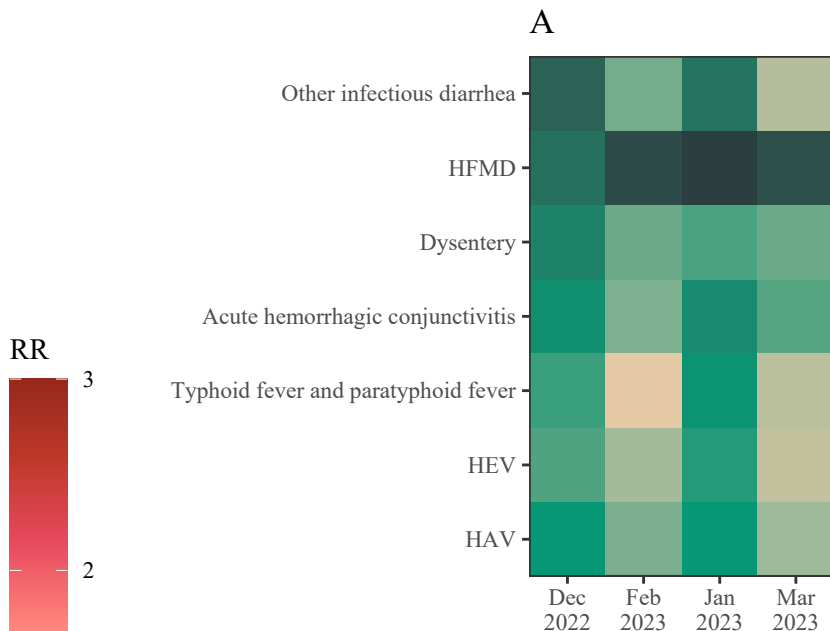 A
Other infectious diarrhea
HFMD
Dysentery
Acute hemorrhagic conjunctivitis
RR
3
Typhoid fever and paratyphoid fever
HEV
HAV
2
Dec Feb Jan Mar
2022 2023 2023 2023